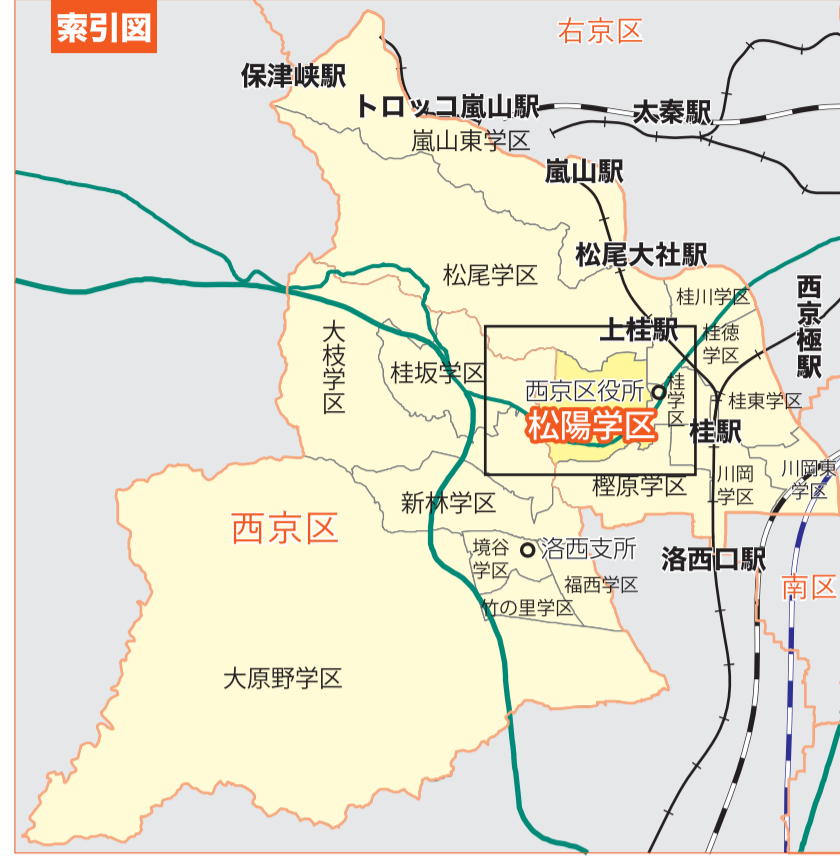 索引図
右京区
保津峡駅
トロッコ嵐山駅
太秦駅
嵐山東学区
嵐山駅
松尾大社駅
松尾学区
桂川学区
西京極駅
大枝学区
上桂駅
桂徳
学区
桂坂学区
西京区役所
桂学区
桂東学区
松陽学区
桂駅
川岡
学区
川岡東
学区
樫原学区
新林学区
西京区
境谷
学区
洛西支所
洛西口駅
福西学区
南区
竹の里学区
大原野学区